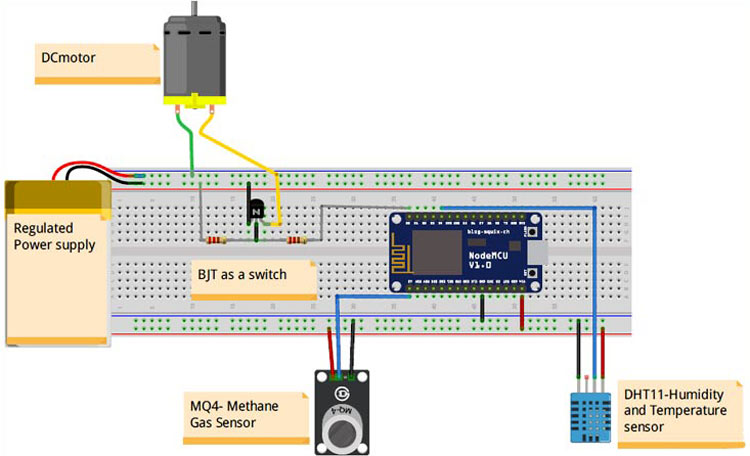 DCmotor
Regulated
Power supply
N
BJT as a switch
blog.squix.ch
NodeMCU
V1.0
MQ4- Methane
Gas Sensor
MQ-4
DHT11-Humidity
and Temperature
sensor